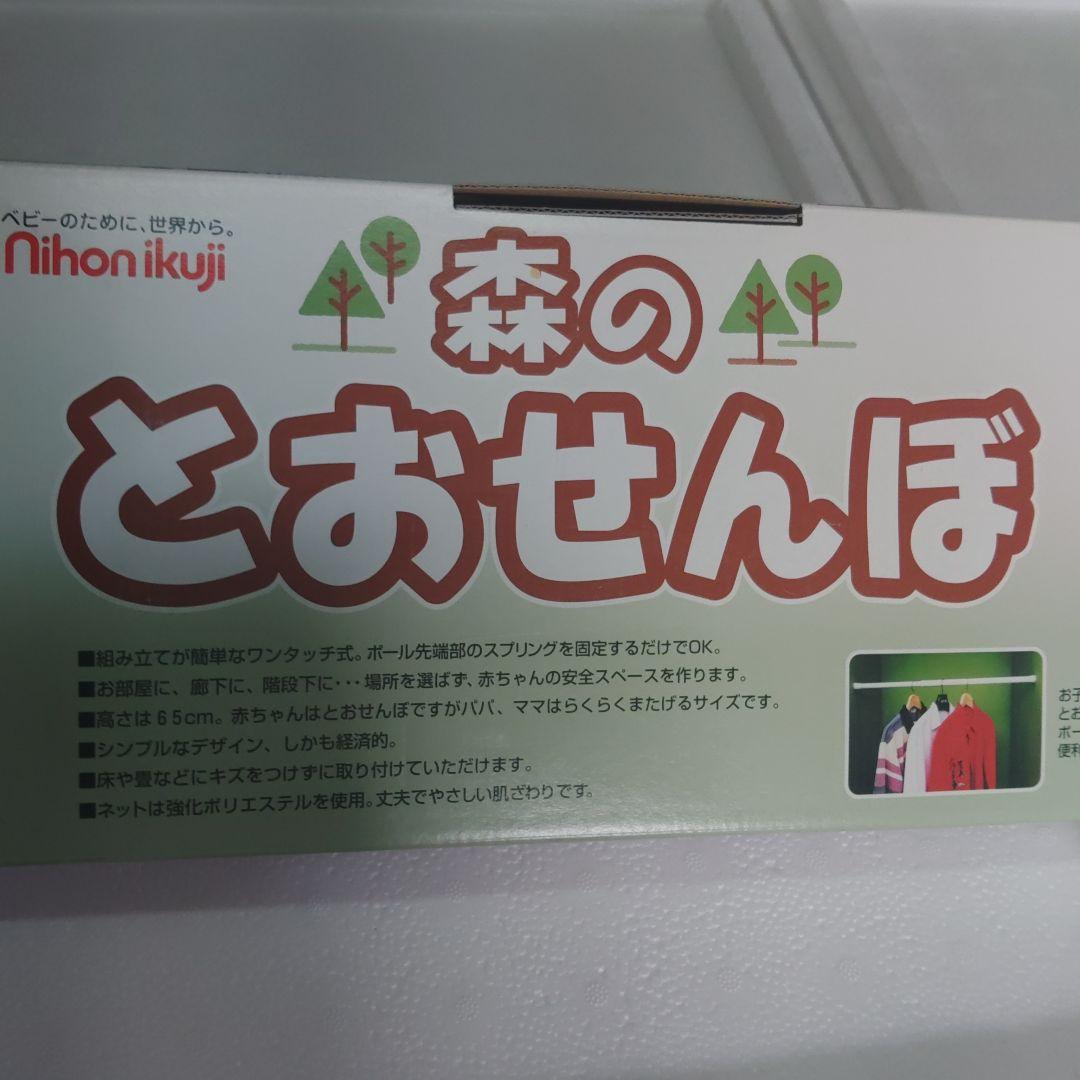 ベビーのために、世界から。
nihon ikuji
森の
とおせんぼ
■組み立てが簡単なワンタッチ式。ポール先端部のスプリングを固定するだけでOK。
■お部屋に、廊下に、階段下に・・・場所を選ばず、赤ちゃんの安全スペースを作ります。
■高さは65cm。赤ちゃんはとおせんぼですがパパ、ママはらくらくまたげるサイズです。
■シンプルなデザイン、しかも経済的。
■床や畳などにキズをつけずに取り付けていただけます。
■ネットは強化ポリエステルを使用。丈夫でやさしい肌ざわりです。
お子
とお
ポー
便利